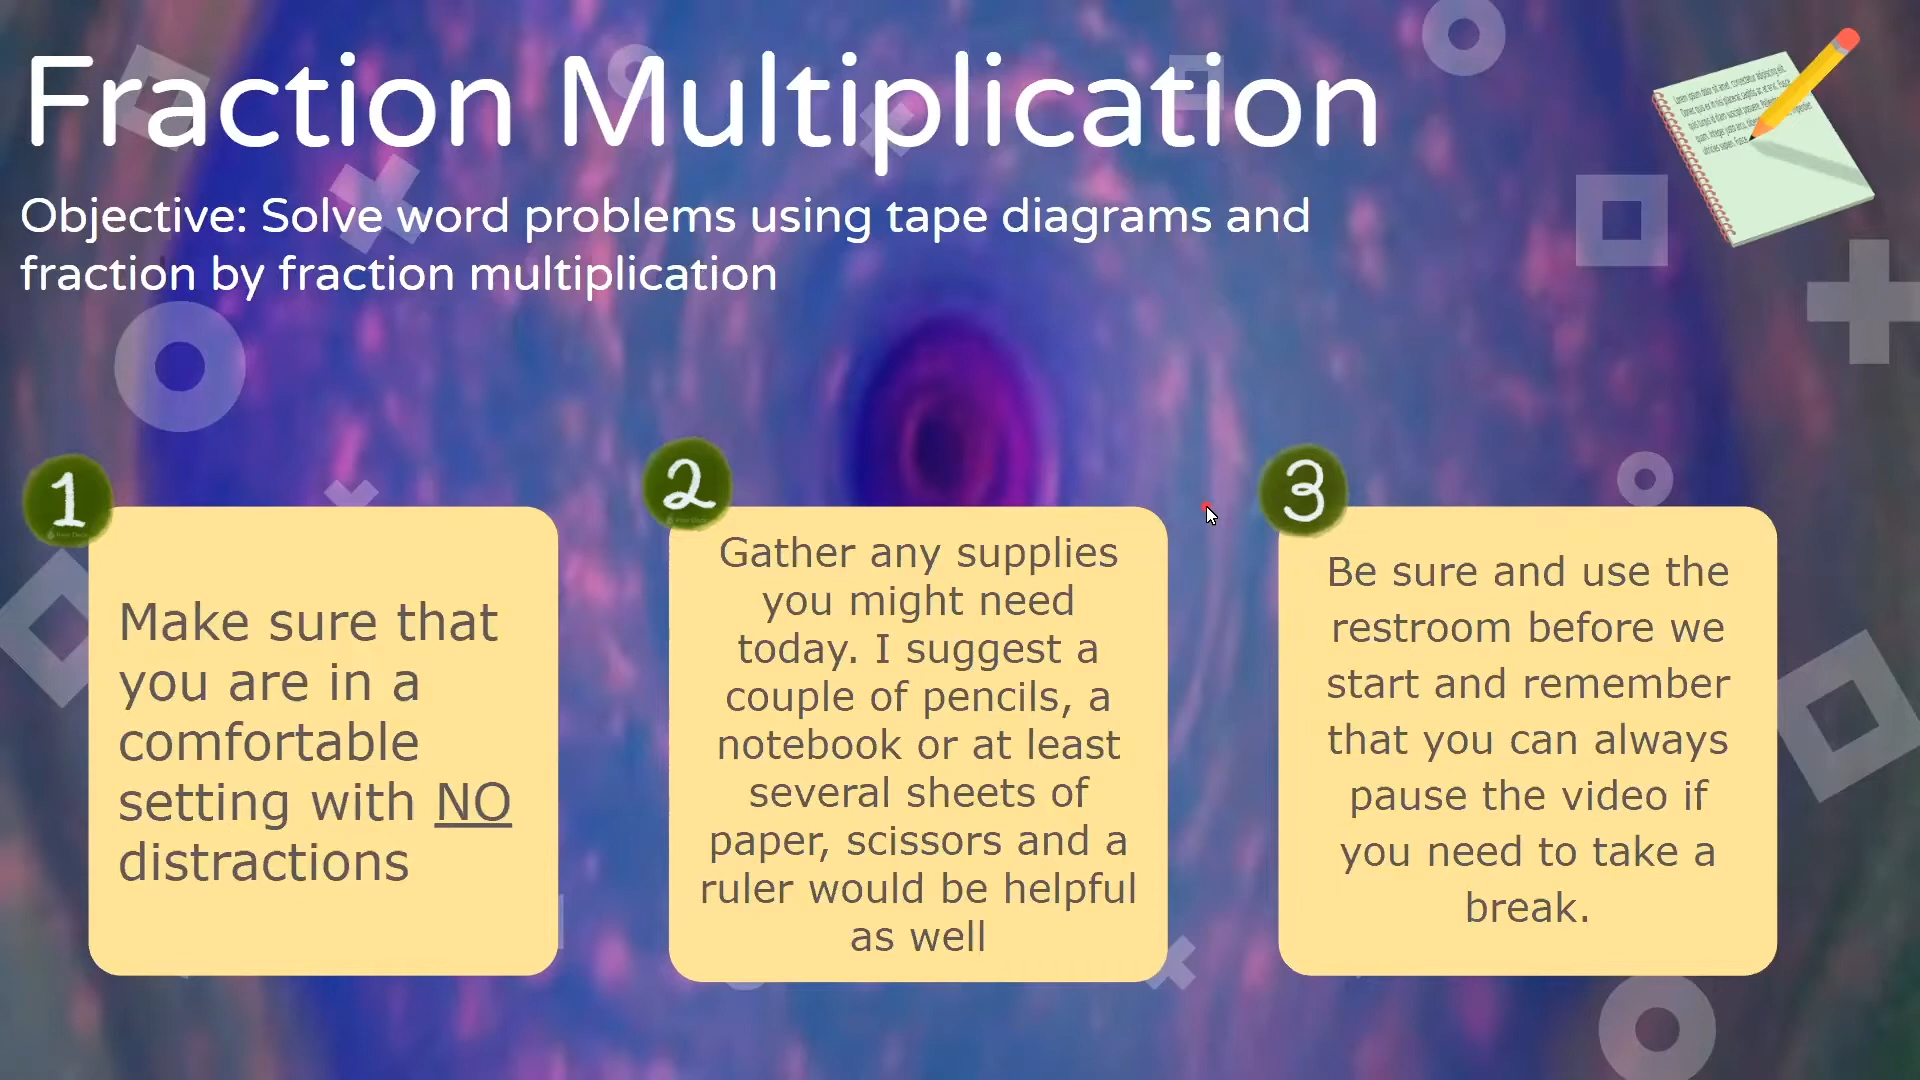 Fraction Multiplication
Objective: Solve word problems using tape diagrams and
fraction by fraction multiplication
1
Make sure that
you are in a
comfortable
setting with NO
distractions
2
Gather any supplies
you might need
today. I suggest a
couple of pencils, a
notebook or at least
several sheets of
paper, scissors and a
ruler would be helpful
as well
3
Be sure and use the
restroom before we
start and remember
that you can always
pause the video if
you need to take a
break.